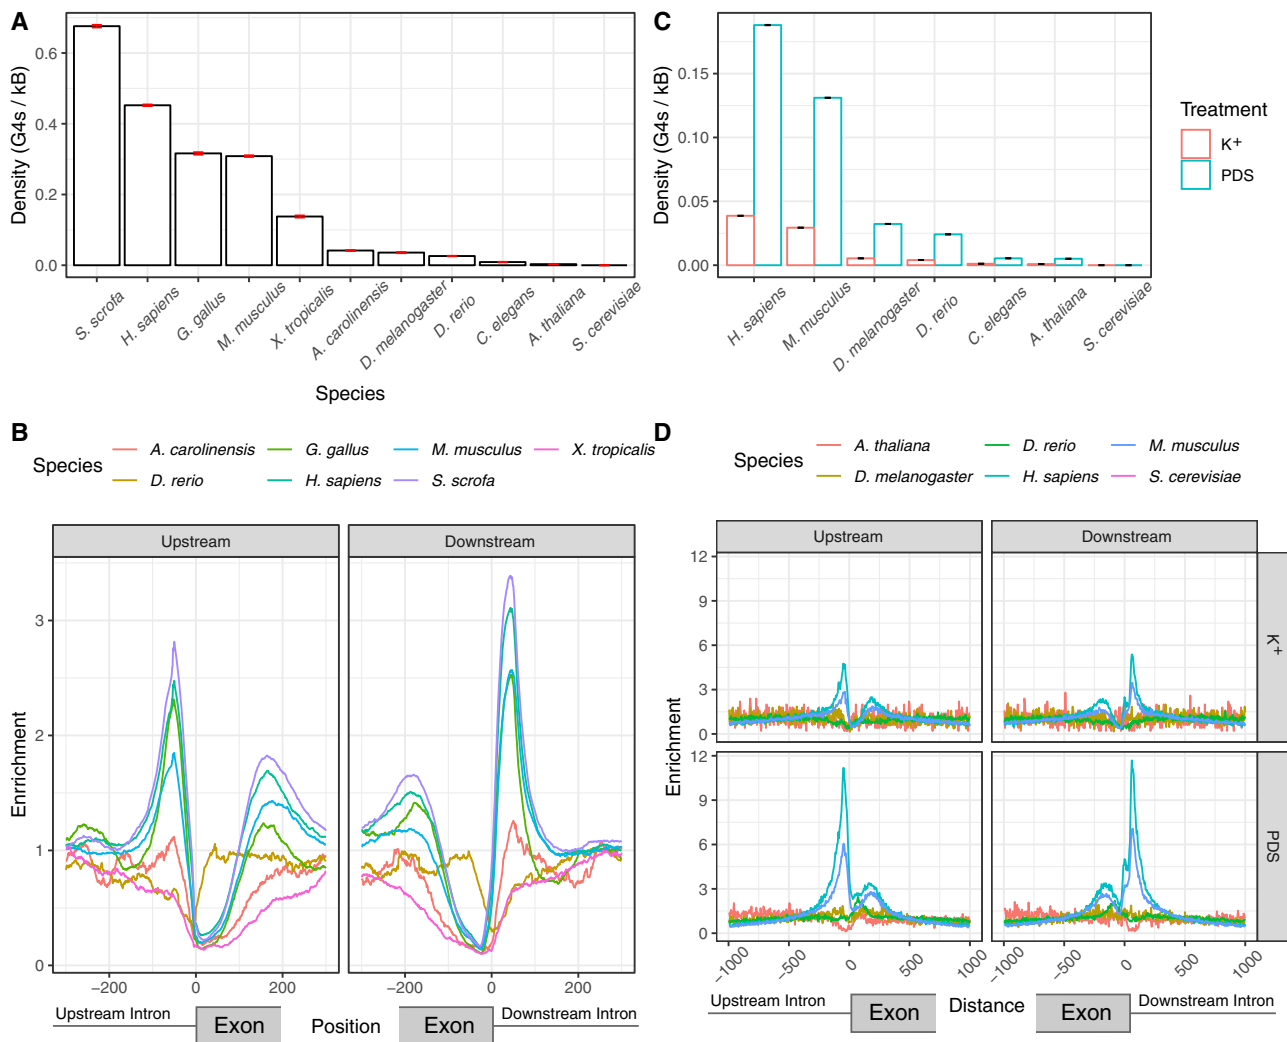 A
Density (G4s / kB)
0.6
0.4
0.2
0.0
S. scrofa
H. sapiens
G. gallus
M. musculus
X. tropicalis
A. carolinensis
D. melanogaster
D. rerio
C. elegans
A. thaliana
S. cerevisiae
Species
C
Density (G4s / kB)
0.15
0.10
0.05
0.00
H. sapiens
M. musculus
D. melanogaster
D. rerio
C. elegans
A. thaliana
S. cerevisiae
Treatment
K+
PDS
B
Species
A. carolinensis
G. gallus
M. musculus
X. tropicalis
D. rerio
H. sapiens
S. scrofa
Upstream
Downstream
Enrrichment
3
2
1
0
−200
0
200
−200
0
200
Upstream Intron
Exon
Position
Exon
Downstream Intron
D
Species
A. thaliana
D. rerio
M. musculus
D. melanogaster
H. sapiens
S. cerevisiae
Upstream
Downstream
Enrichment
12
9
6
3
0
K+
12
9
6
3
0
PDS
−1000
−500
0
500
1000
−1000
−500
0
500
1000
Upstream Intron
Exon
Distance
Exon
Downstream Intron